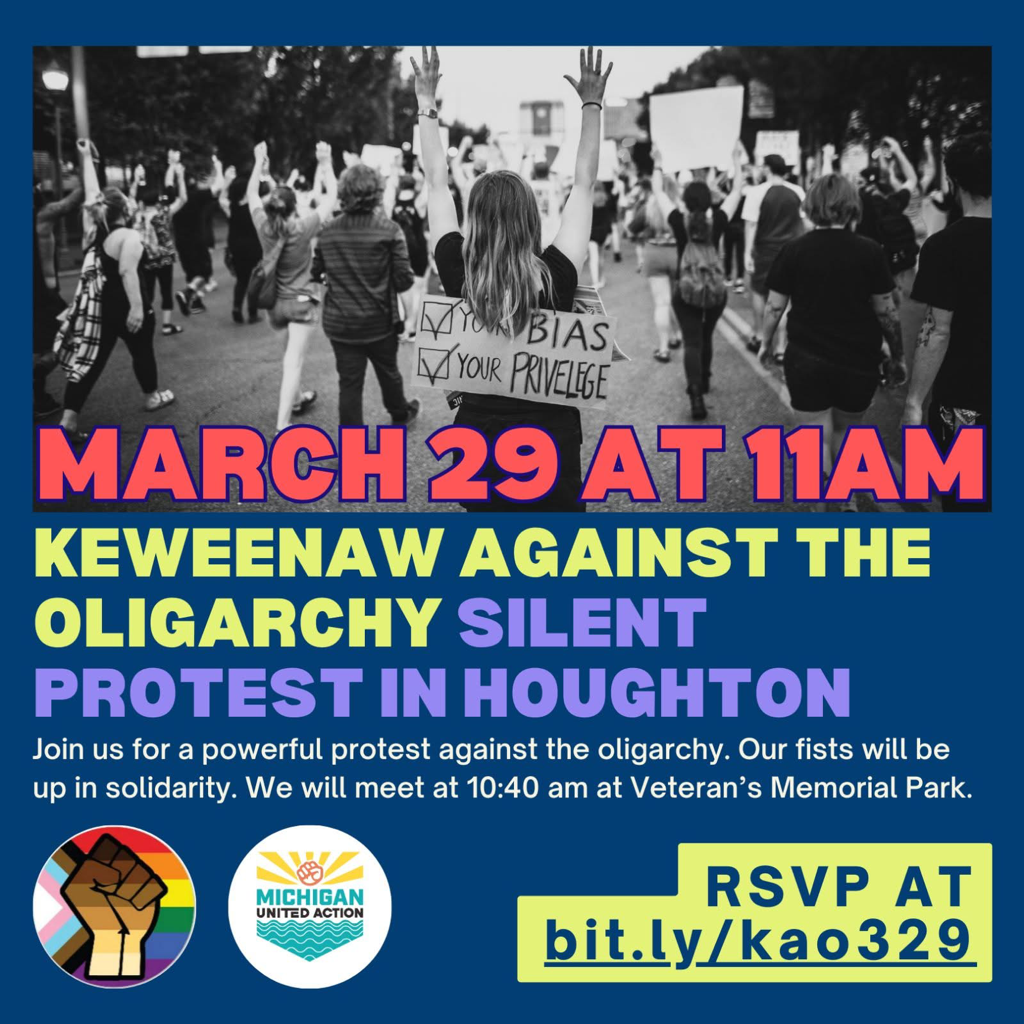 YOUR BIAS
YOUR PRIVELEGE
MARCH 29 AT 11AM
KEWEENAW AGAINST THE
OLIGARCHY SILENT
PROTEST IN HOUGHTON
Join us for a powerful protest against the oligarchy. Our fists will be
up in solidarity. We will meet at 10:40 am at Veteran’s Memorial Park.
MICHIGAN
UNITED ACTION
RSVP AT
bit.ly/kao329